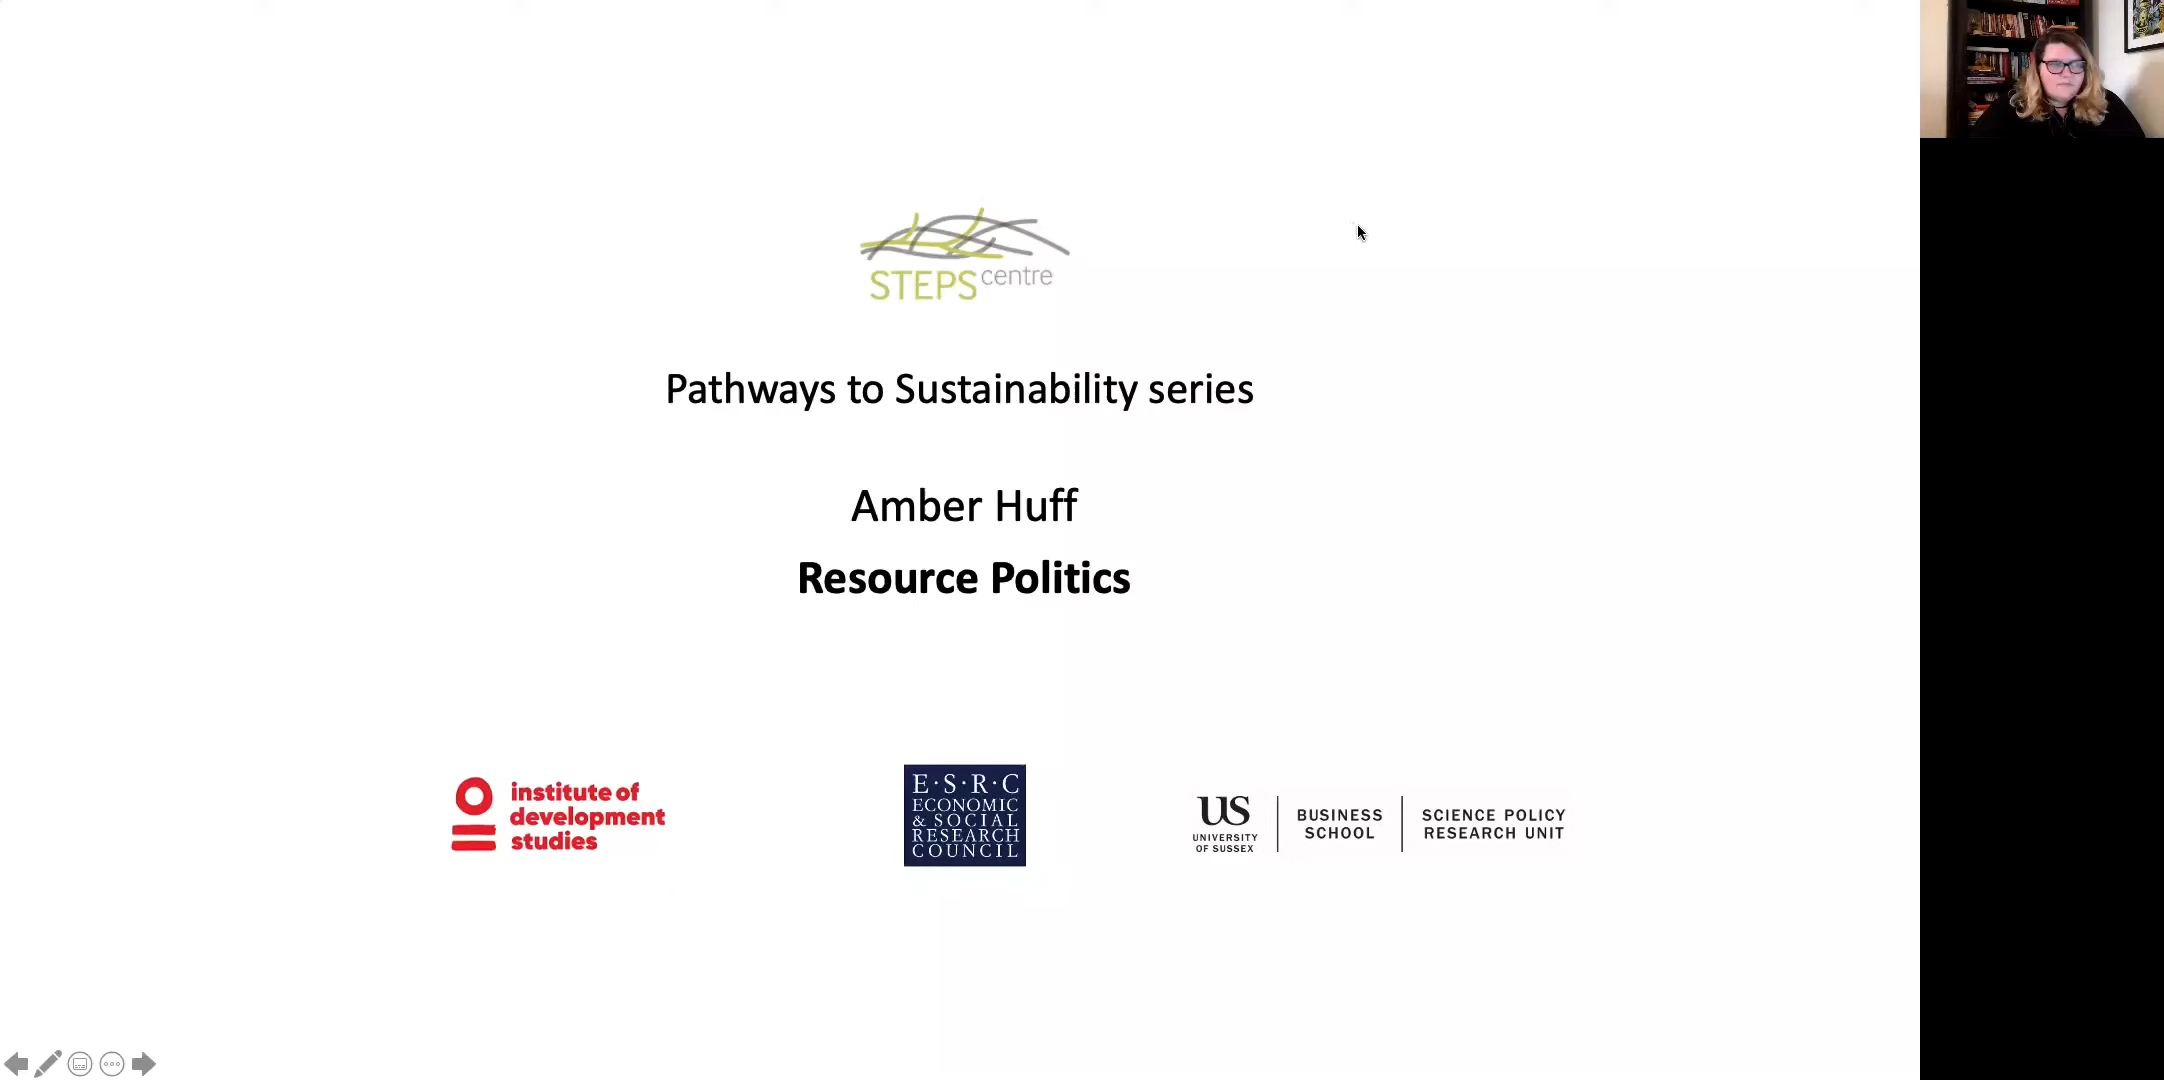 STEPS centre
Pathways to Sustainability series
Amber Huff
Resource Politics
institute of
development
studies
E·S·R·C
ECONOMIC
& SOCIAL
RESEARCH
COUNCIL
US
UNIVERSITY
OF SUSSEX
BUSINESS
SCHOOL
SCIENCE POLICY
RESEARCH UNIT